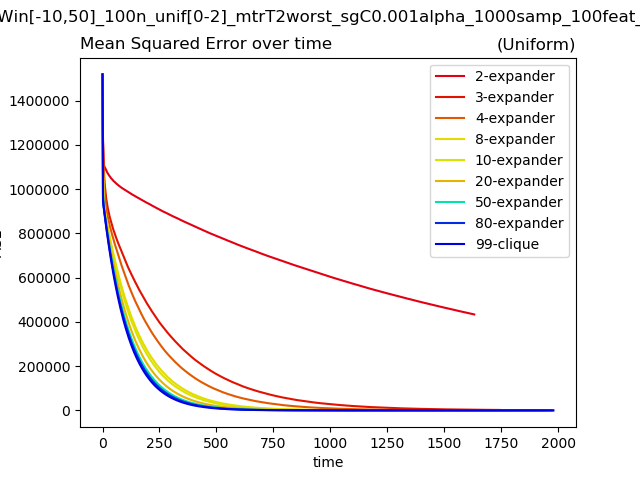 Win[-10,50]_100n_unif[0-2]_mtrT2worst_sgC0.001alpha_1000samp_100feat_
Mean Squared Error over time
(Uniform)
2-expander
3-expander
4-expander
8-expander
10-expander
20-expander
50-expander
80-expander
99-clique
1400000
1200000
1000000
800000
600000
400000
200000
0
0 250 500 750 1000 1250 1500 1750 2000
time